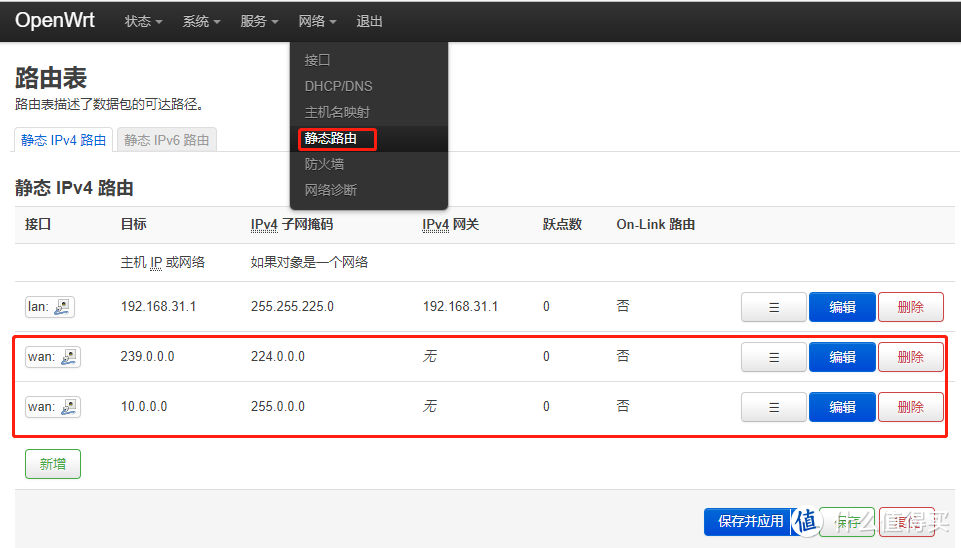 OpenWrt 状态 系统 服务 网络 退出
接口
DHCP/DNS
主机名映射
静态路由
防火墙
网络诊断
路由表
路由表描述了数据包的可达路径。
静态 IPv4 路由 静态 IPv6 路由
静态 IPv4 路由
接口 目标 IPv4 子网掩码 IPv4 网关 跃点数 On-Link 路由
主机 IP 或网络 如果对象是一个网络
lan: 192.168.31.1 255.255.225.0 192.168.31.1 0 否 ☰ 编辑 删除
wan: 239.0.0.0 224.0.0.0 无 0 否 ☰ 编辑 删除
wan: 10.0.0.0 255.0.0.0 无 0 否 ☰ 编辑 删除
新增
保存并应用 保存 复位
值 什么值得买